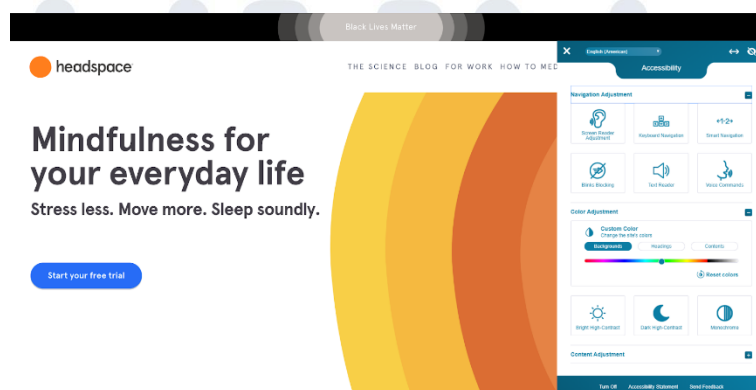 Black Lives Matter
headspace
THE SCIENCE BLOG FOR WORK HOW TO MED
Mindfulness for
your everyday life
Stress less. Move more. Sleep soundly.
Start your free trial
English (American)
Accessibility
Navigation Adjustment
Screen Reader
Adjustment
Keyboard Navigation
Smart Navigation
Blinks Blocking
Text Reader
Voice Commands
Color Adjustment
Custom Color
Change the site's colors
Backgrounds
Headings
Contents
Reset colors
Bright High-Contrast
Dark High-Contrast
Monochrome
Content Adjustment
Turn Off
Accessibility Statement
Send Feedback